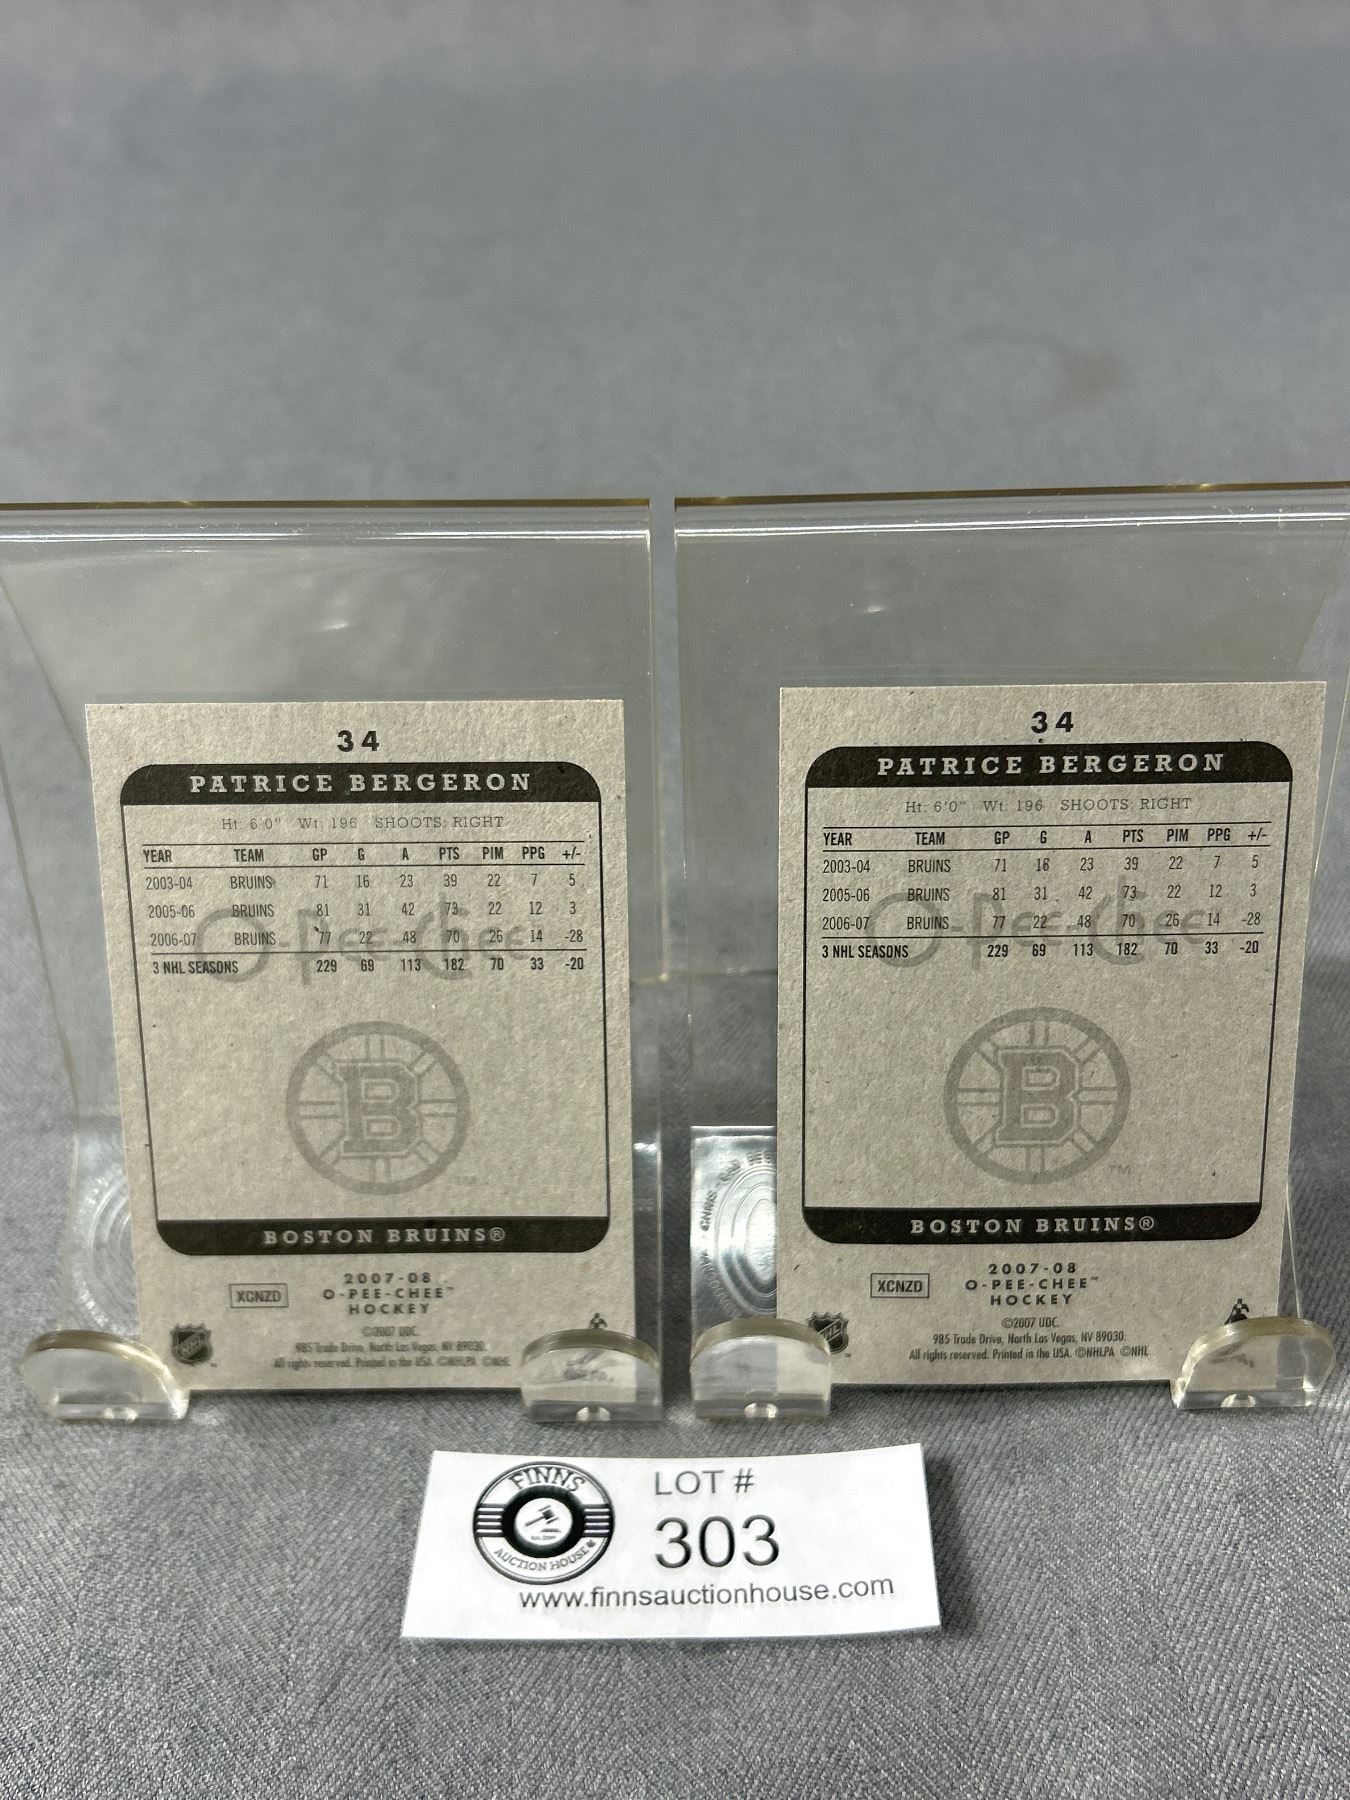 34
PATRICE BERGERON
Ht: 6'0" Wt: 196 SHOOTS: RIGHT
YEAR TEAM GP G A PTS PIM PPG +/-
2003-04 BRUINS 71 16 23 39 22 7 5
2005-06 BRUINS 81 31 42 73 22 12 3
2006-07 BRUINS 77 22 48 70 26 14 -28
3 NHL SEASONS 229 69 113 182 70 33 -20
O-Pee-Chee
B
TM
BOSTON BRUINS®
2007-08
XCNZD O-PEE-CHEE™
HOCKEY
©2007 UDC.
985 Trade Drive, North Las Vegas, NV 89030.
All rights reserved. Printed in the USA. ©NHLPA ©NHL
34
PATRICE BERGERON
Ht: 6'0" Wt: 196 SHOOTS: RIGHT
YEAR TEAM GP G A PTS PIM PPG +/-
2003-04 BRUINS 71 16 23 39 22 7 5
2005-06 BRUINS 81 31 42 73 22 12 3
2006-07 BRUINS 77 22 48 70 26 14 -28
3 NHL SEASONS 229 69 113 182 70 33 -20
O-Pee-Chee
B
TM
BOSTON BRUINS®
2007-08
XCNZD O-PEE-CHEE™
HOCKEY
©2007 UDC.
985 Trade Drive, North Las Vegas, NV 89030.
All rights reserved. Printed in the USA. ©NHLPA ©NHL
FINNS
AUCTION HOUSE
LOT #
303
www.finnsauctionhouse.com